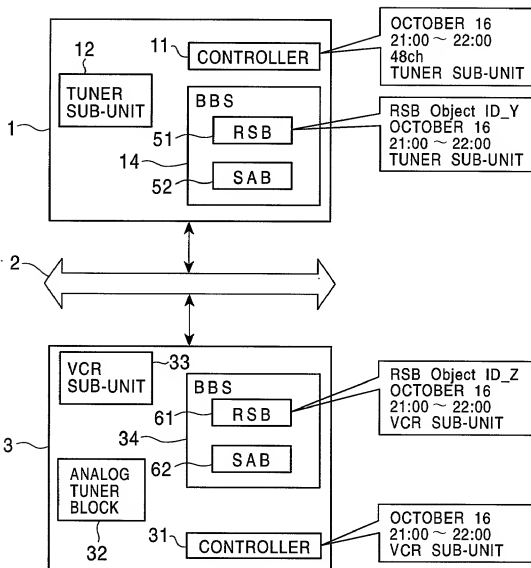 OCTOBER 16
21:00 ~ 22:00
48ch
TUNER SUB-UNIT
11
CONTROLLER
12
TUNER
SUB-UNIT
BBS
RSB Object ID_Y
OCTOBER 16
21:00 ~ 22:00
TUNER SUB-UNIT
1
51
RSB
14
52
SAB
2
VCR
SUB-UNIT
33
BBS
RSB Object ID_Z
OCTOBER 16
21:00 ~ 22:00
VCR SUB-UNIT
61
RSB
3
34
62
SAB
ANALOG
TUNER
BLOCK
32
31
CONTROLLER
OCTOBER 16
21:00 ~ 22:00
VCR SUB-UNIT